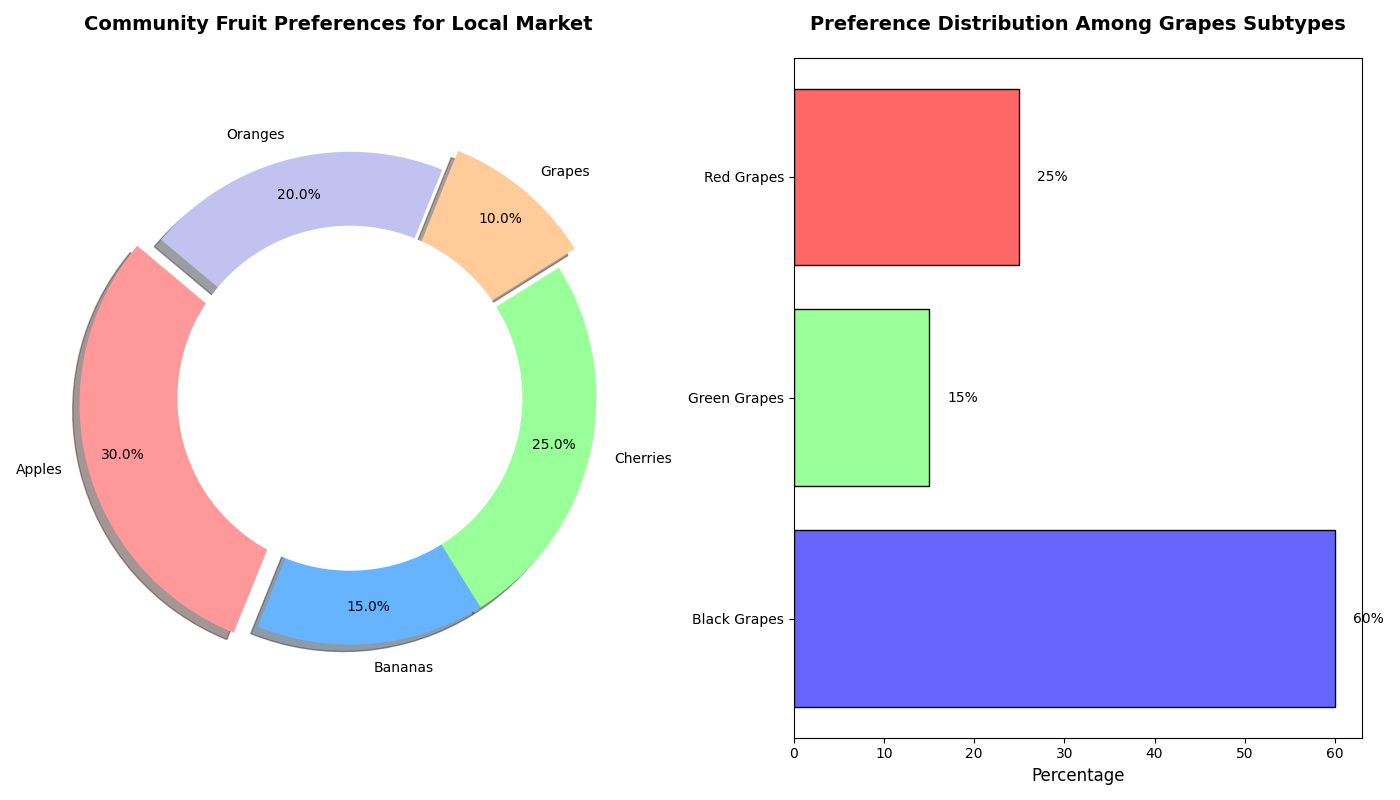 Community Fruit Preferences for Local Market
Oranges
20.0%
Grapes
10.0%
Apples
30.0%
Cherries
25.0%
Bananas
15.0%
Preference Distribution Among Grapes Subtypes
Red Grapes
25%
Green Grapes
15%
Black Grapes
60%
0 10 20 30 40 50 60
Percentage